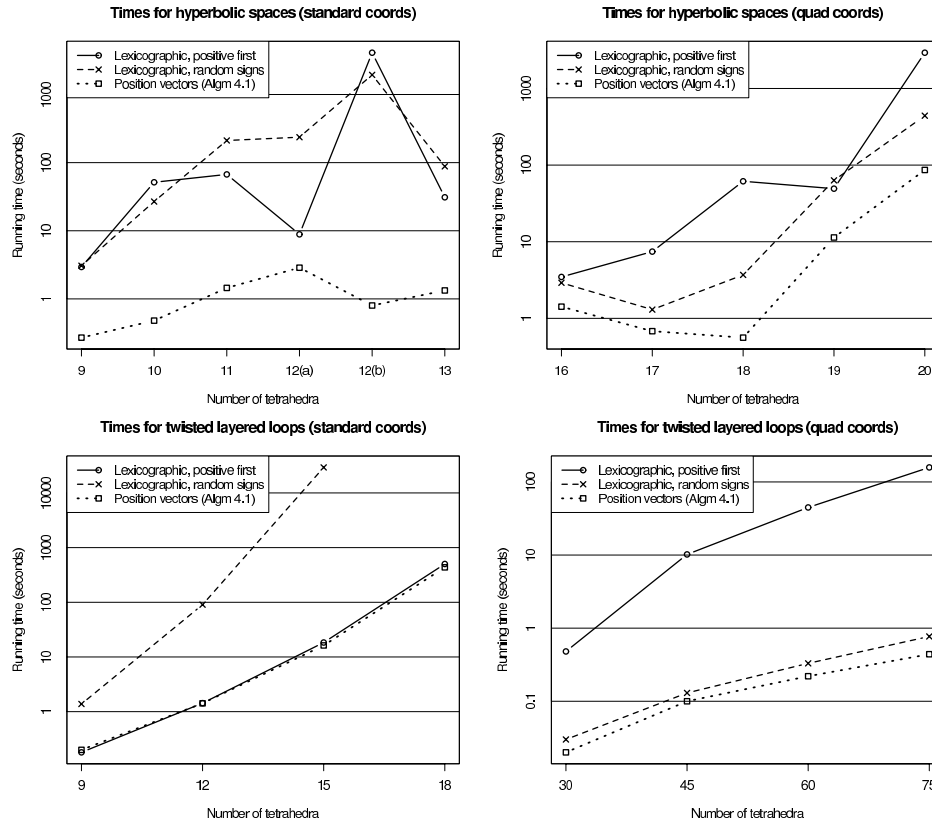 Times for hyperbolic spaces (standard coords)
Lexicographic, positive first
Lexicographic, random signs
Position vectors (Algm 4.1)
Running time (seconds)
1000
100
10
1
9
10
11
12(a)
12(b)
13
Number of tetrahedra
Times for hyperbolic spaces (quad coords)
Lexicographic, positive first
Lexicographic, random signs
Position vectors (Algm 4.1)
Running time (seconds)
1000
100
10
1
16
17
18
19
20
Number of tetrahedra
Times for twisted layered loops (standard coords)
Lexicographic, positive first
Lexicographic, random signs
Position vectors (Algm 4.1)
Running time (seconds)
10000
1000
100
10
1
9
12
15
18
Number of tetrahedra
Times for twisted layered loops (quad coords)
Lexicographic, positive first
Lexicographic, random signs
Position vectors (Algm 4.1)
Running time (seconds)
100
10
1
0.1
30
45
60
75
Number of tetrahedra